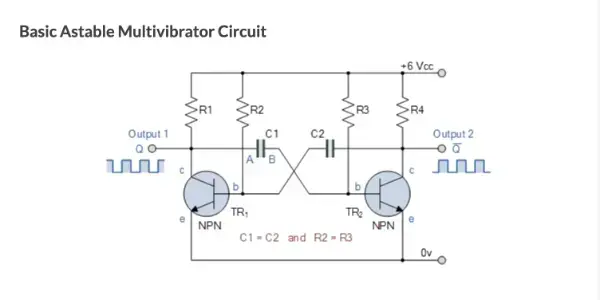 Basic Astable Multivibrator Circuit
+6 Vcc
R1
R2
R3
R4
Output 1
Q
C1
C2
Output 2
Q̅
A
B
c
c
b
b
TR₁
TR₂
e
e
NPN
NPN
C1 = C2 and R2 = R3
0v